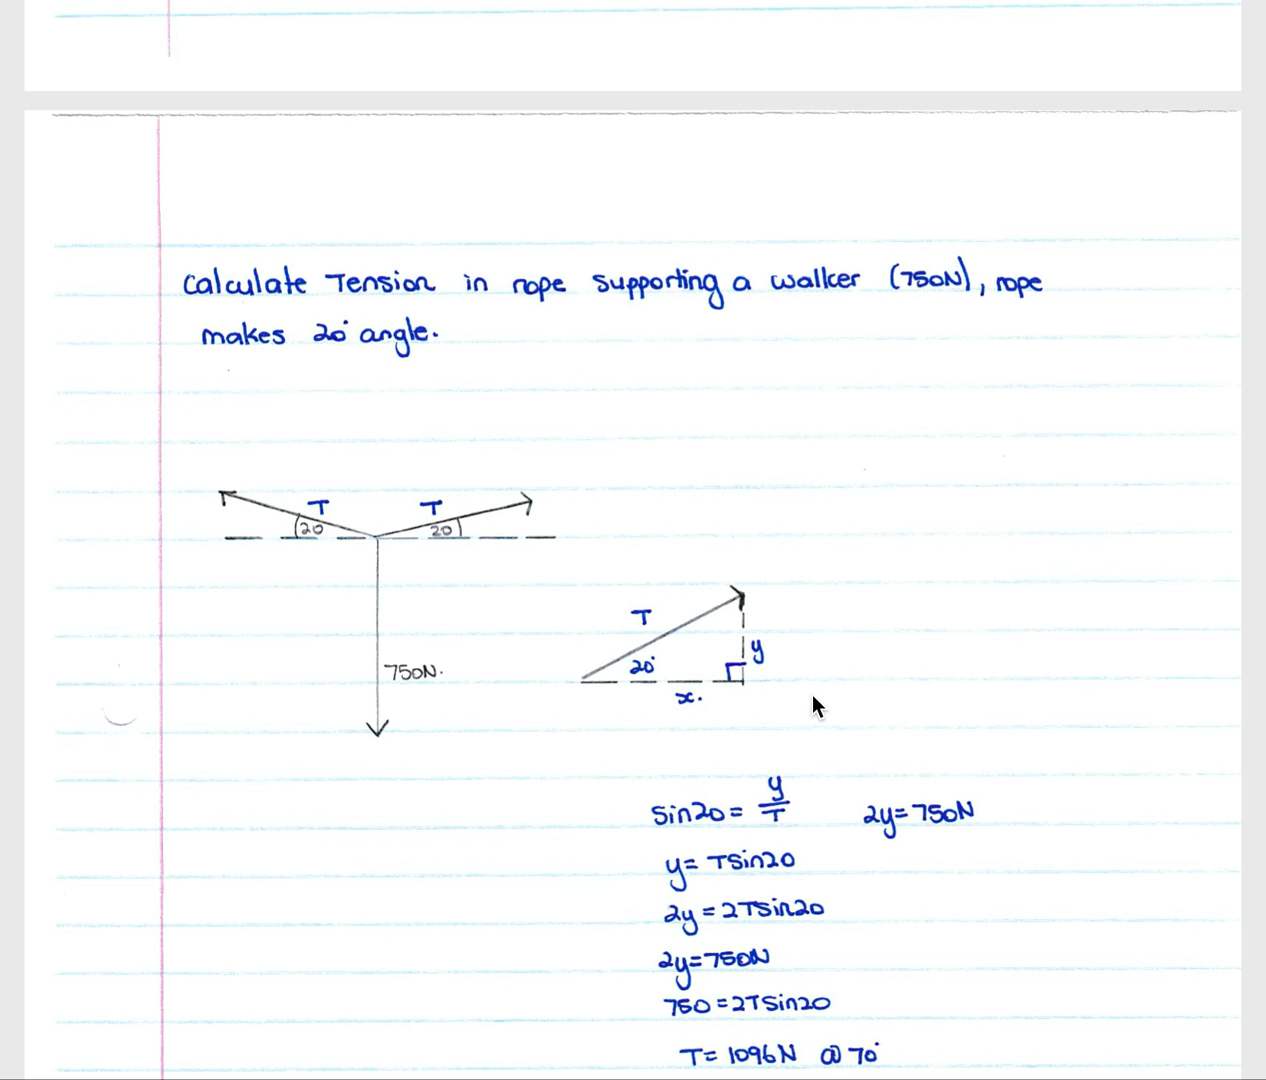 Calculate Tension in rope supporting a walker (750N), rope
makes 20° angle.
T T
20 20
750N.
T
20°
y
x.
Sin20 = y/T 2y=750N
y= TSin20
2y = 2TSin20
2y=750N
750 = 2TSin20
T= 1096N @ 70°